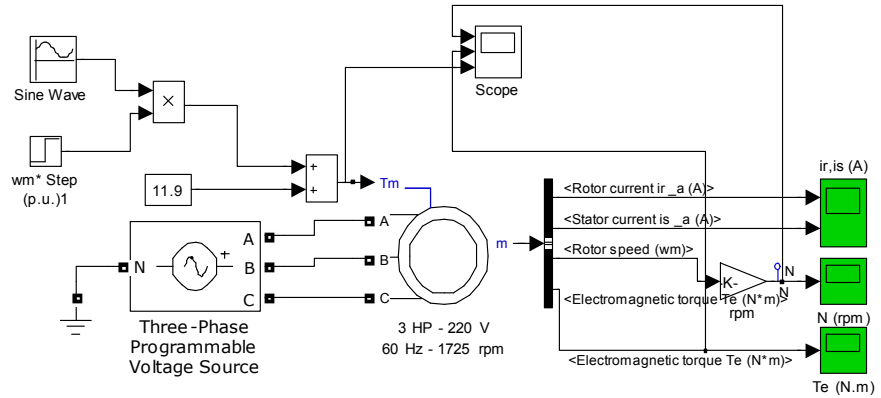 Sine Wave
×
wm* Step
(p.u.)1
11.9
+
+
Tm
Scope
A
B
C
N
+
A
B
C
Three-Phase
Programmable
Voltage Source
3 HP - 220 V
60 Hz - 1725 rpm
m
<Rotor current ir _a (A)>
<Stator current is _a (A)>
<Rotor speed (wm)>
<Electromagnetic torque Te (N*m)>
<Electromagnetic torque Te (N*m)>
-K-
rpm
N
N
ir,is (A)
N (rpm)
Te (N.m)